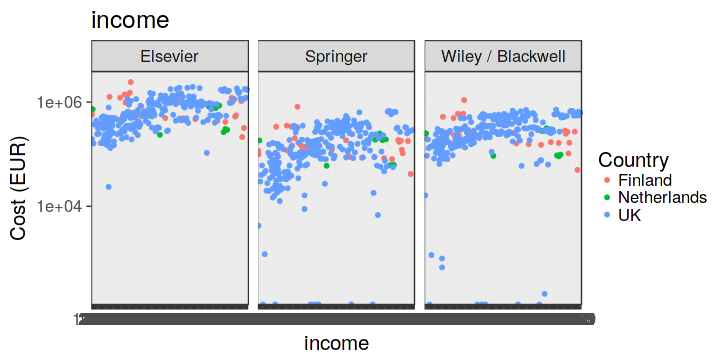 income
Elsevier
Springer
Wiley / Blackwell
1e+06
1e+04
Cost (EUR)
income
Country
Finland
Netherlands
UK